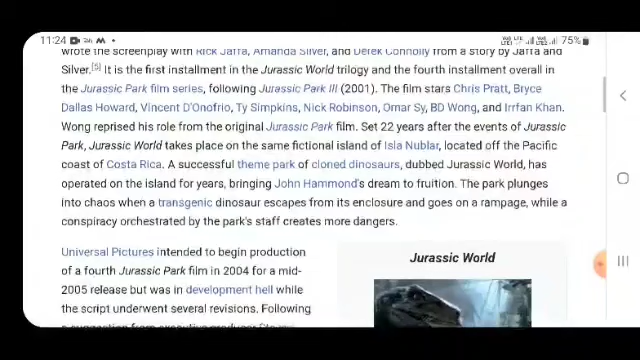 11:24
75%
wrote the screenplay with Rick Jaffa, Amanda Silver, and Derek Connolly from a story by Jaffa and
Silver.[5] It is the first installment in the Jurassic World trilogy and the fourth installment overall in
the Jurassic Park film series, following Jurassic Park III (2001). The film stars Chris Pratt, Bryce
Dallas Howard, Vincent D'Onofrio, Ty Simpkins, Nick Robinson, Omar Sy, BD Wong, and Irrfan Khan.
Wong reprised his role from the original Jurassic Park film. Set 22 years after the events of Jurassic
Park, Jurassic World takes place on the same fictional island of Isla Nublar, located off the Pacific
coast of Costa Rica. A successful theme park of cloned dinosaurs, dubbed Jurassic World, has
operated on the island for years, bringing John Hammond's dream to fruition. The park plunges
into chaos when a transgenic dinosaur escapes from its enclosure and goes on a rampage, while a
conspiracy orchestrated by the park's staff creates more dangers.
Universal Pictures intended to begin production
of a fourth Jurassic Park film in 2004 for a mid-
2005 release but was in development hell while
the script underwent several revisions. Following
a suggestion from executive producer
Jurassic World